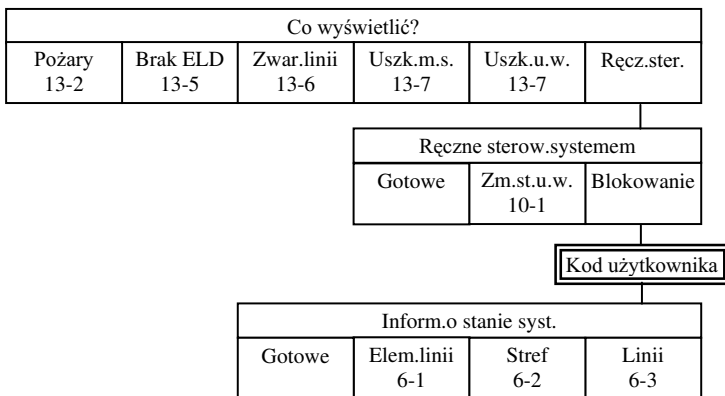 Co wyświetlić?
Pożary Brak ELD Zwar.linii Uszk.m.s. Uszk.u.w. Ręcz.ster.
13-2 13-5 13-6 13-7 13-7
Ręczne sterow.systemem
Gotowe Zm.st.u.w. Blokowanie
10-1
Kod użytkownika
Inform.o stanie syst.
Gotowe Elem.linii Stref Linii
6-1 6-2 6-3